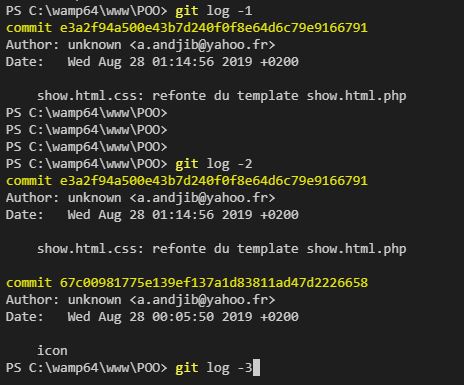 PS C:\wamp64\www\POO> git log -1
commit e3a2f94a500e43b7d240f0f8e64d6c79e9166791
Author: unknown <a.andjib@yahoo.fr>
Date:   Wed Aug 28 01:14:56 2019 +0200

    show.html.css: refonte du template show.html.php
PS C:\wamp64\www\POO>
PS C:\wamp64\www\POO>
PS C:\wamp64\www\POO>
PS C:\wamp64\www\POO> git log -2
commit e3a2f94a500e43b7d240f0f8e64d6c79e9166791
Author: unknown <a.andjib@yahoo.fr>
Date:   Wed Aug 28 01:14:56 2019 +0200

    show.html.css: refonte du template show.html.php

commit 67c00981775e139ef137a1d83811ad47d2226658
Author: unknown <a.andjib@yahoo.fr>
Date:   Wed Aug 28 00:05:50 2019 +0200

    icon
PS C:\wamp64\www\POO> git log -3